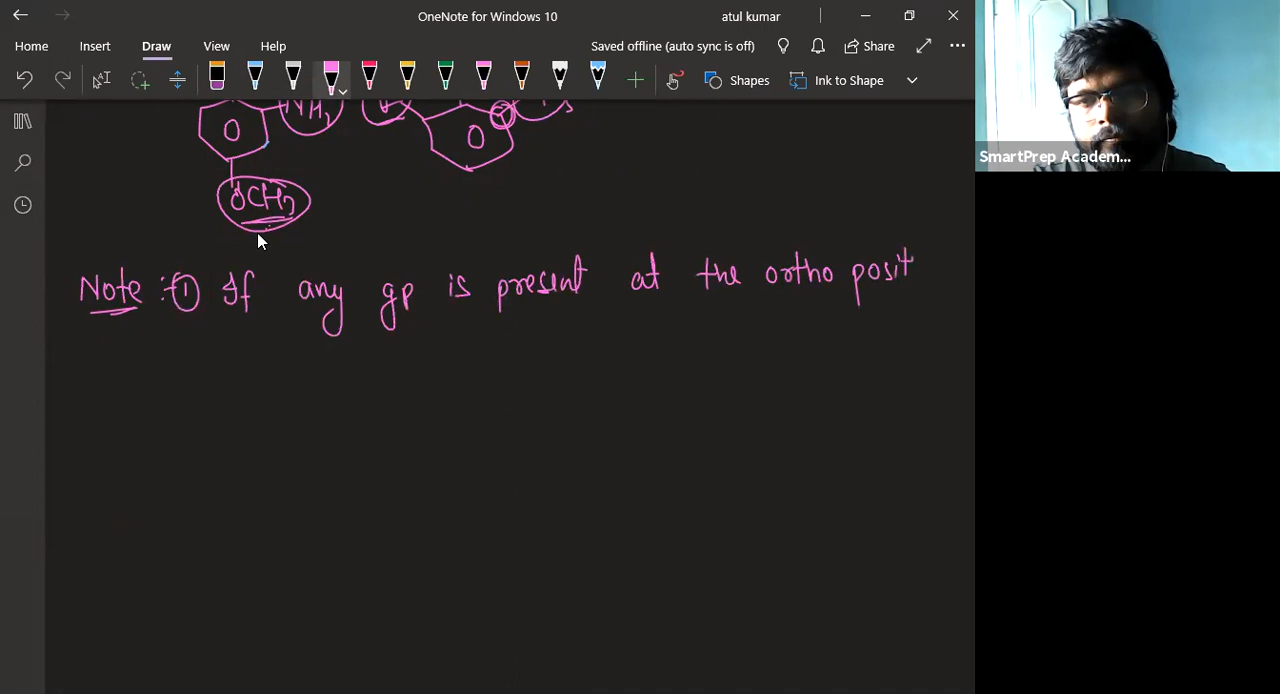 OneNote for Windows 10
atul kumar
Home Insert Draw View Help
Saved offline (auto sync is off)
Share
Shapes
Ink to Shape
SmartPrep Academ...
NH2
OCH3
Note :- ① If any gp is present at the ortho posit